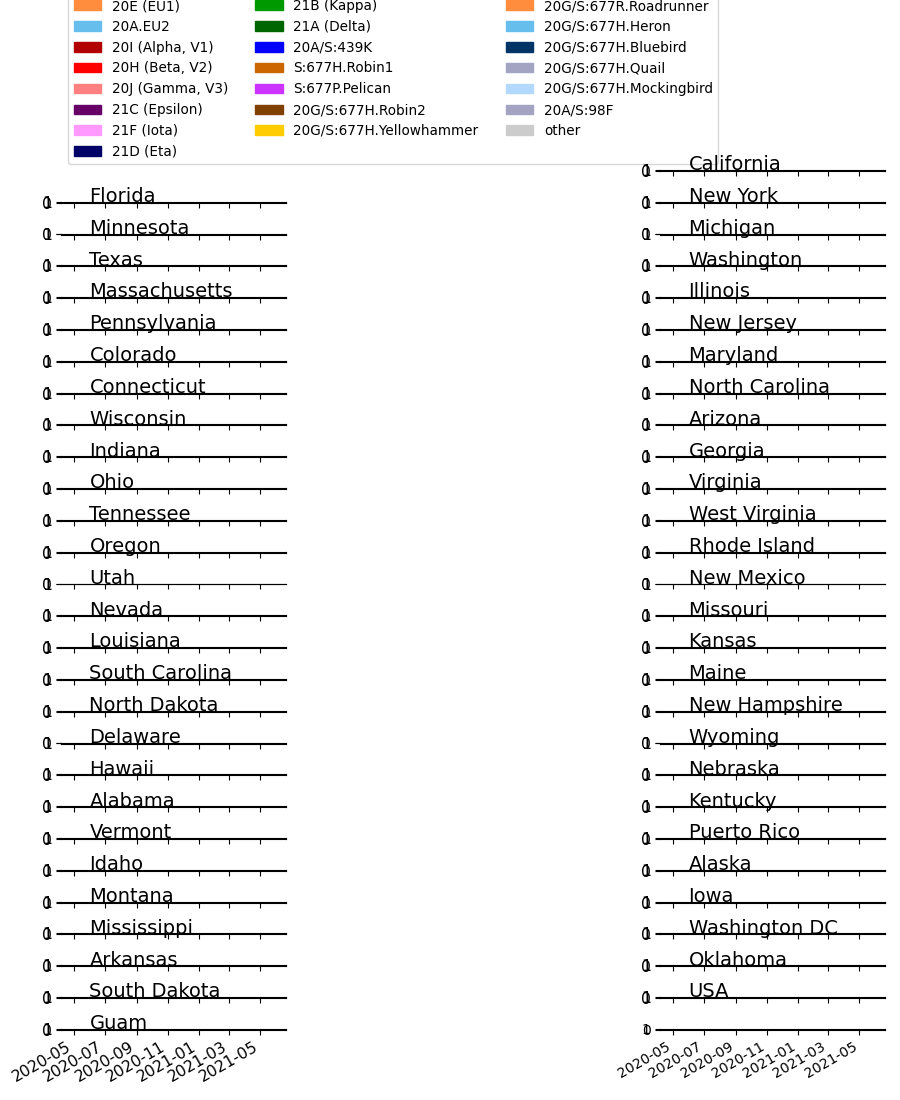 20E (EU1) 21B (Kappa) 20G/S:677R.Roadrunner
20A.EU2 21A (Delta) 20G/S:677H.Heron
20I (Alpha, V1) 20A/S:439K 20G/S:677H.Bluebird
20H (Beta, V2) S:677H.Robin1 20G/S:677H.Quail
20J (Gamma, V3) S:677P.Pelican 20G/S:677H.Mockingbird
21C (Epsilon) 20G/S:677H.Robin2 20A/S:98F
21F (Iota) 20G/S:677H.Yellowhammer other
21D (Eta)
California
Florida New York
Minnesota Michigan
Texas Washington
Massachusetts Illinois
Pennsylvania New Jersey
Colorado Maryland
Connecticut North Carolina
Wisconsin Arizona
Indiana Georgia
Ohio Virginia
Tennessee West Virginia
Oregon Rhode Island
Utah New Mexico
Nevada Missouri
Louisiana Kansas
South Carolina Maine
North Dakota New Hampshire
Delaware Wyoming
Hawaii Nebraska
Alabama Kentucky
Vermont Puerto Rico
Idaho Alaska
Montana Iowa
Mississippi Washington DC
Arkansas Oklahoma
South Dakota USA
Guam
2020-05 2020-07 2020-09 2020-11 2021-01 2021-03 2021-05 2020-05 2020-07 2020-09 2020-11 2021-01 2021-03 2021-05